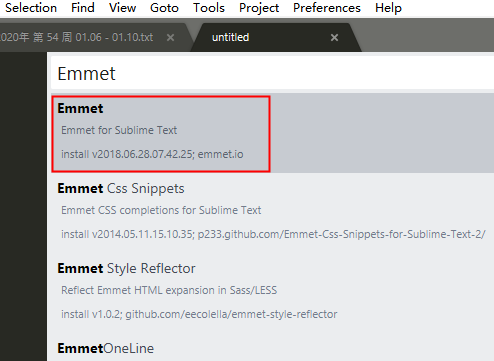 Selection Find View Goto Tools Project Preferences Help
2020年 第 54 周 01.06 - 01.10.txt × untitled ×
Emmet
Emmet
Emmet for Sublime Text
install v2018.06.28.07.42.25; emmet.io
Emmet Css Snippets
Emmet CSS completions for Sublime Text
install v2014.05.11.15.10.35; p233.github.com/Emmet-Css-Snippets-for-Sublime-Text-2/
Emmet Style Reflector
Reflect Emmet HTML expansion in Sass/LESS
install v1.0.2; github.com/eecolella/emmet-style-reflector
EmmetOneLine